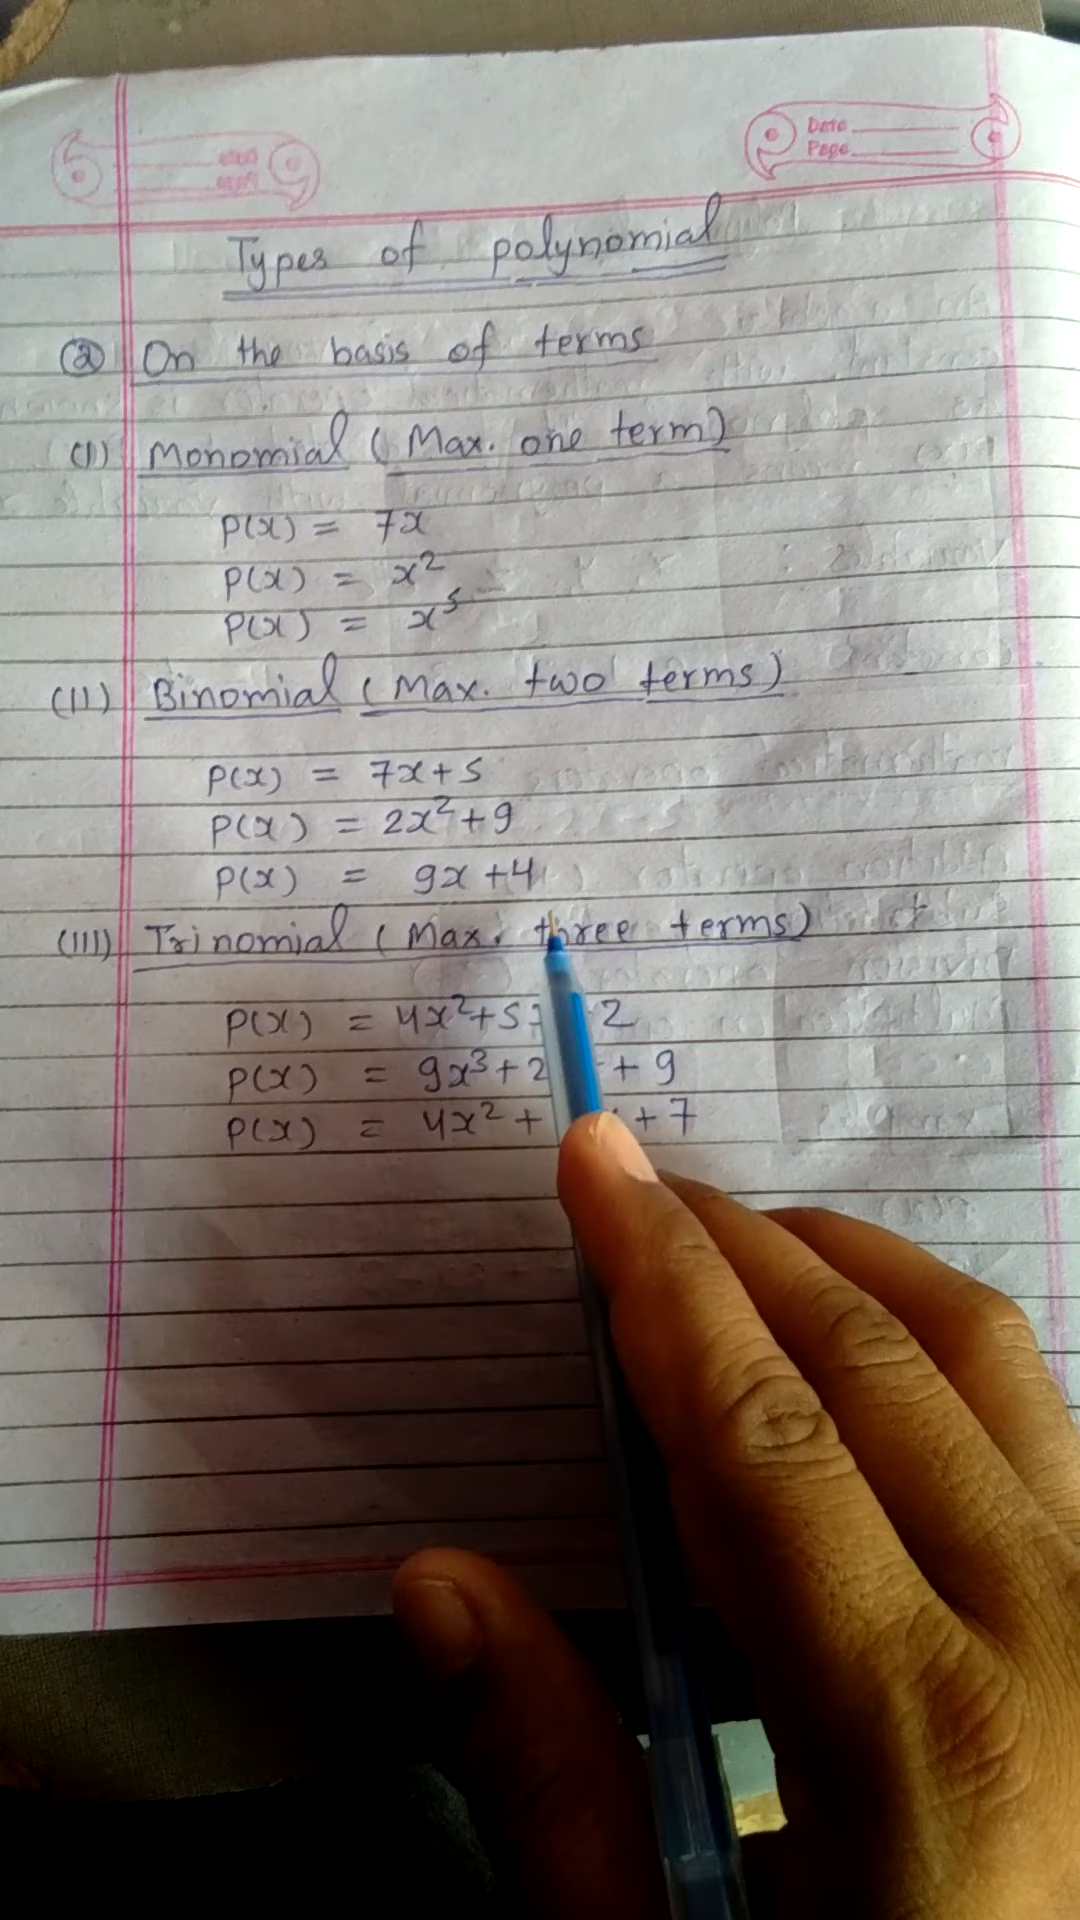 Date
Page
Types of polynomial
(2) On the basis of terms
(I) Monomial (Max. one term)
P(x) = 7x
P(x) = x²
P(x) = x⁵
(II) Binomial (Max. two terms)
P(x) = 7x+5
P(x) = 2x²+9
P(x) = 9x+4
(III) Trinomial (Max. three terms)
P(x) = 4x²+5 2
P(x) = 9x³+2 + 9
P(x) = 4x²+ + 7